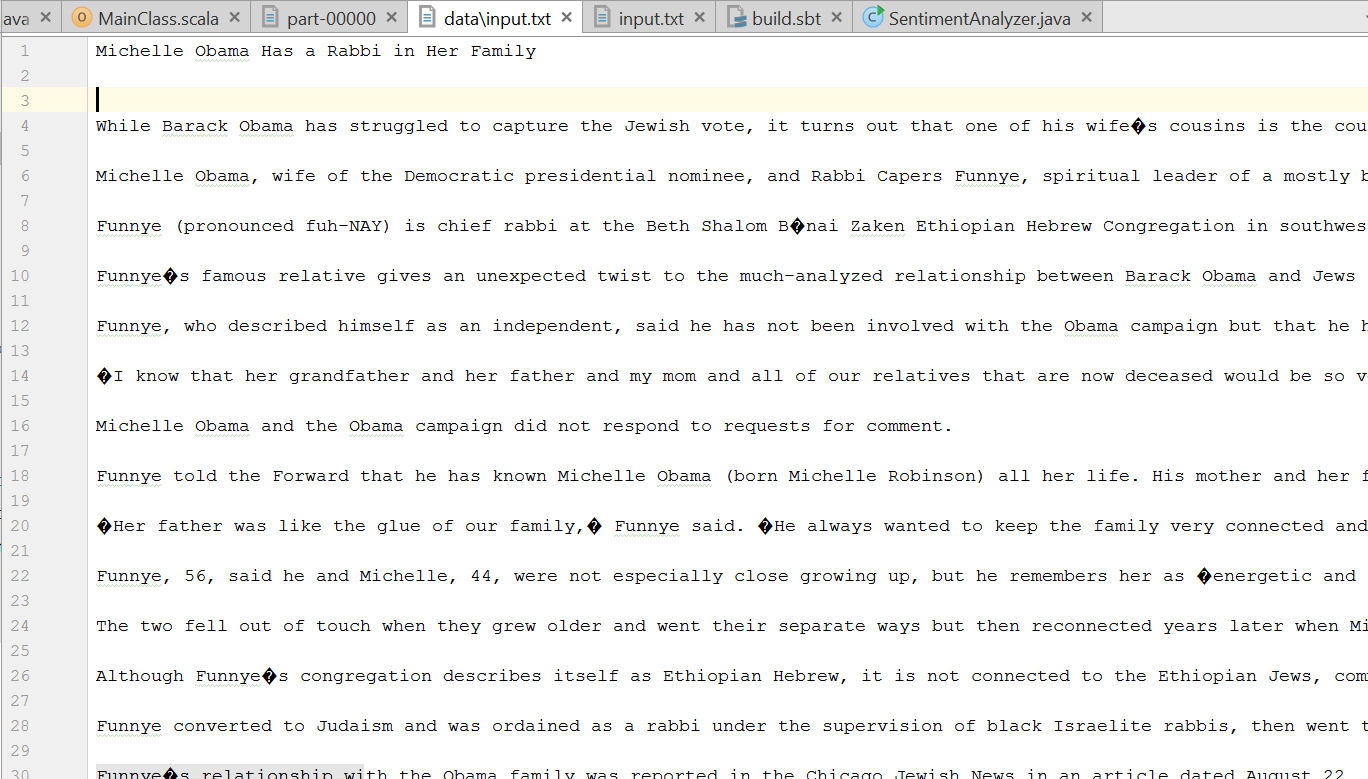 ava MainClass.scala part-00000 data\input.txt input.txt build.sbt SentimentAnalyzer.java
1 Michelle Obama Has a Rabbi in Her Family
2
3
4 While Barack Obama has struggled to capture the Jewish vote, it turns out that one of his wife�s cousins is the cou
5
6 Michelle Obama, wife of the Democratic presidential nominee, and Rabbi Capers Funnye, spiritual leader of a mostly b
7
8 Funnye (pronounced fuh-NAY) is chief rabbi at the Beth Shalom B�nai Zaken Ethiopian Hebrew Congregation in southwes
9
10 Funnye�s famous relative gives an unexpected twist to the much-analyzed relationship between Barack Obama and Jews
11
12 Funnye, who described himself as an independent, said he has not been involved with the Obama campaign but that he h
13
14 �I know that her grandfather and her father and my mom and all of our relatives that are now deceased would be so v
15
16 Michelle Obama and the Obama campaign did not respond to requests for comment.
17
18 Funnye told the Forward that he has known Michelle Obama (born Michelle Robinson) all her life. His mother and her f
19
20 �Her father was like the glue of our family,� Funnye said. �He always wanted to keep the family very connected and
21
22 Funnye, 56, said he and Michelle, 44, were not especially close growing up, but he remembers her as �energetic and
23
24 The two fell out of touch when they grew older and went their separate ways but then reconnected years later when Mi
25
26 Although Funnye�s congregation describes itself as Ethiopian Hebrew, it is not connected to the Ethiopian Jews, com
27
28 Funnye converted to Judaism and was ordained as a rabbi under the supervision of black Israelite rabbis, then went t
29
30 Funnye�s relationship with the Obama family was reported in the Chicago Jewish News in an article dated August 22